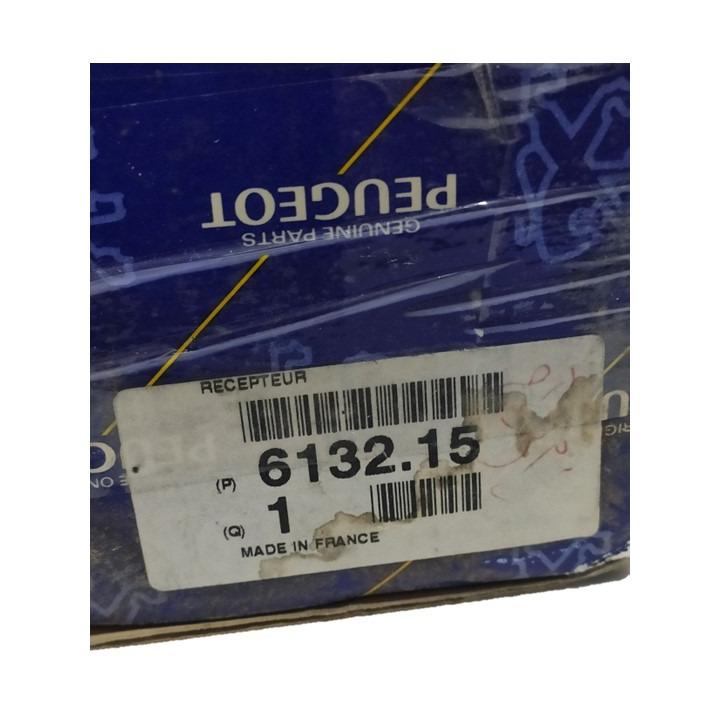 PEUGEOT
GENUINE PARTS
RECEPTEUR
(P) 6132.15
(Q) 1
MADE IN FRANCE